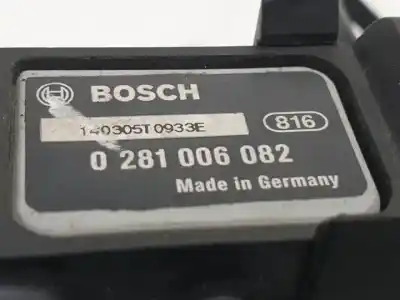 BOSCH
140305T0933E
816
0 281 006 082
Made in Germany